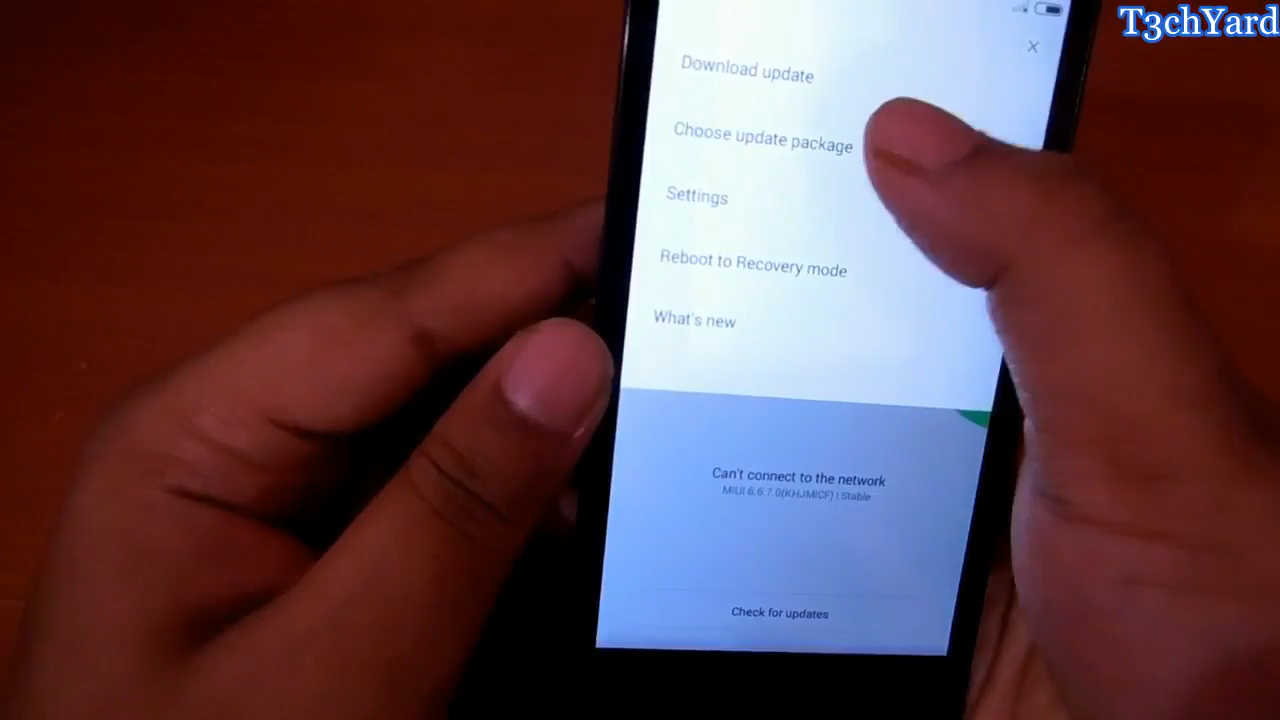 T3chYard
Download update
Choose update package
Settings
Reboot to Recovery mode
What's new
Can't connect to the network
MIUI 6.6.7.0(KHJMICF) | Stable
Check for updates